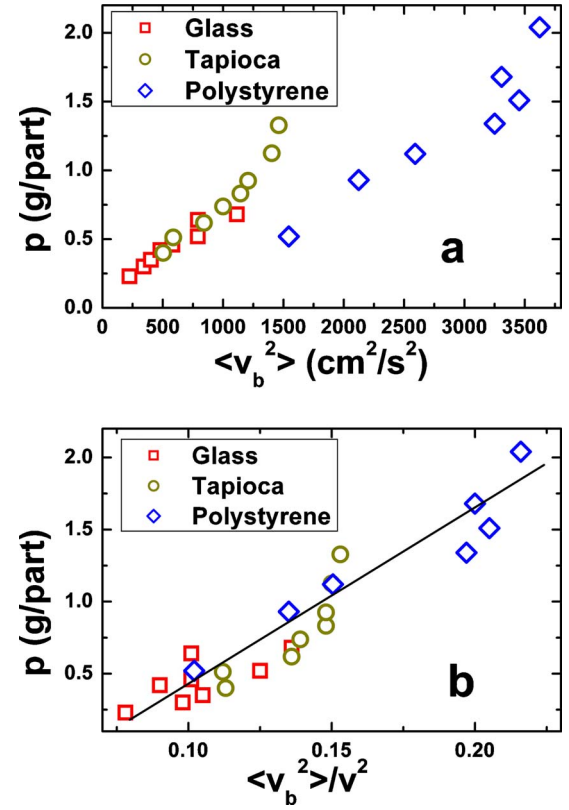 2.0
1.5
1.0
0.5
0.0
p (g/part)
Glass
Tapioca
Polystyrene
a
0 500 1000 1500 2000 2500 3000 3500
<v_b^2> (cm^2/s^2)
2.0
1.5
1.0
0.5
p (g/part)
Glass
Tapioca
Polystyrene
b
0.10 0.15 0.20
<v_b^2>/v^2